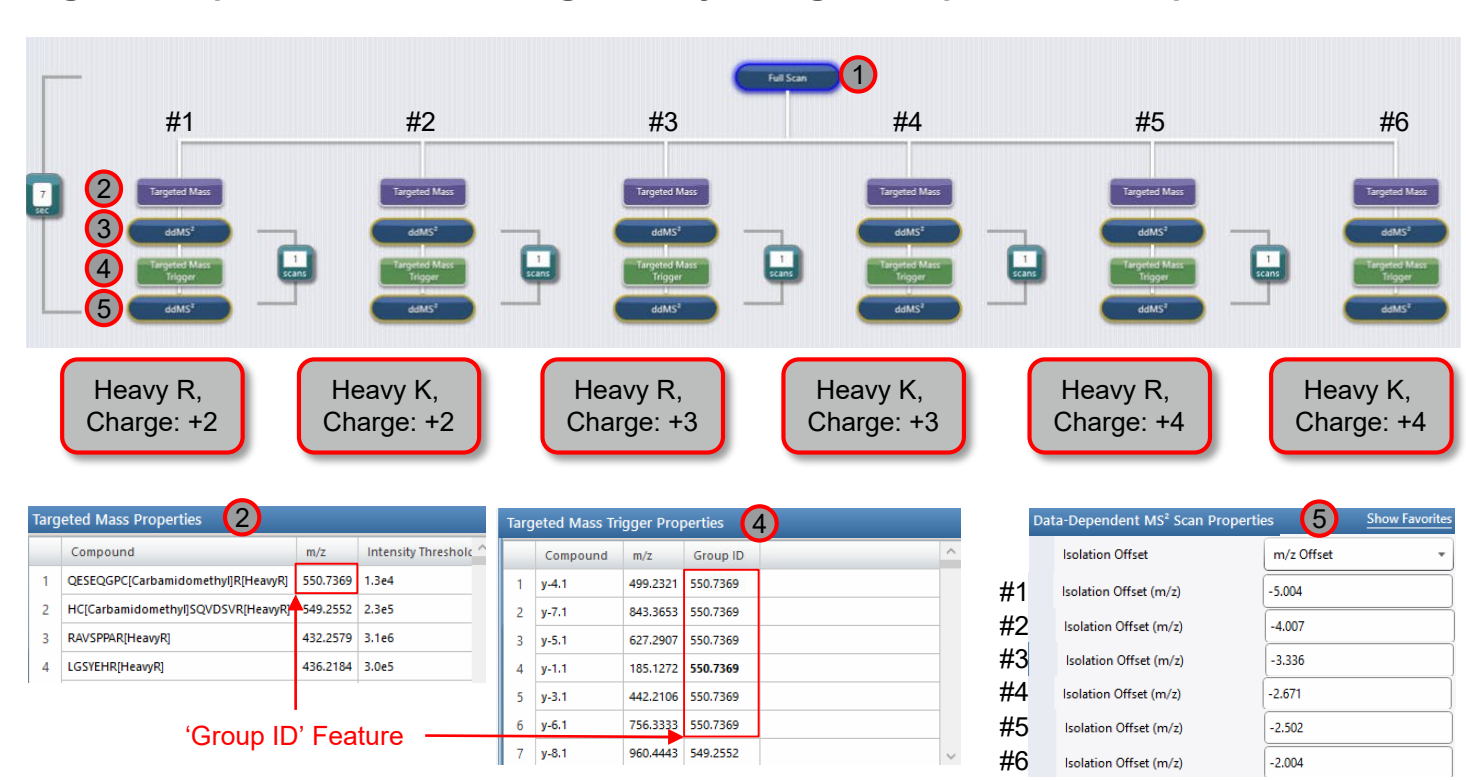 Full Scan
1
#1 #2 #3 #4 #5 #6
7
sec
2
Targeted Mass Targeted Mass Targeted Mass Targeted Mass Targeted Mass Targeted Mass
3
ddMS² ddMS² ddMS² ddMS² ddMS² ddMS²
4
Targeted Mass Targeted Mass Targeted Mass Targeted Mass Targeted Mass Targeted Mass
Trigger Trigger Trigger Trigger Trigger Trigger
1 1 1 1 1
scans scans scans scans scans
5
ddMS² ddMS² ddMS² ddMS² ddMS² ddMS²
Heavy R,
Charge: +2
Heavy K,
Charge: +2
Heavy R,
Charge: +3
Heavy K,
Charge: +3
Heavy R,
Charge: +4
Heavy K,
Charge: +4
Targeted Mass Properties 2
Compound m/z Intensity Threshold
1 QESEQGPC[Carbamidomethyl]R[HeavyR] 550.7369 1.3e4
2 HC[Carbamidomethyl]SQVDSVR[HeavyR] 549.2552 2.3e5
3 RAVSPPAR[HeavyR] 432.2579 3.1e6
4 LGSYEHR[HeavyR] 436.2184 3.0e5
'Group ID' Feature
Targeted Mass Trigger Properties 4
Compound m/z Group ID
1 y-4.1 499.2321 550.7369
2 y-7.1 843.3653 550.7369
3 y-5.1 627.2907 550.7369
4 y-1.1 185.1272 550.7369
5 y-3.1 442.2106 550.7369
6 y-6.1 756.3333 550.7369
7 y-8.1 960.4443 549.2552
Data-Dependent MS² Scan Properties 5 Show Favorites
Isolation Offset m/z Offset
#1 Isolation Offset (m/z) -5.004
#2 Isolation Offset (m/z) -4.007
#3 Isolation Offset (m/z) -3.336
#4 Isolation Offset (m/z) -2.671
#5 Isolation Offset (m/z) -2.502
#6 Isolation Offset (m/z) -2.004